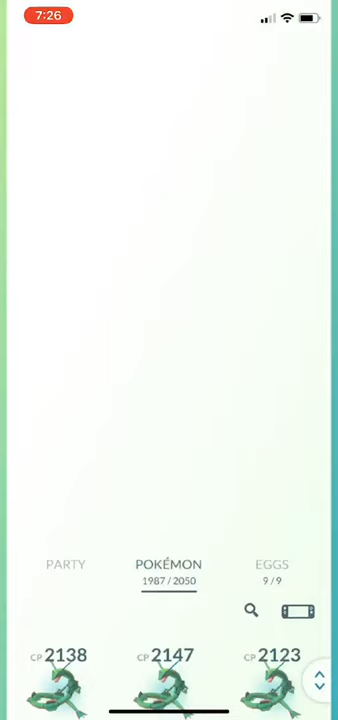 7:26
PARTY POKÉMON EGGS
1987 / 2050 9 / 9
CP 2138 CP 2147 CP 2123